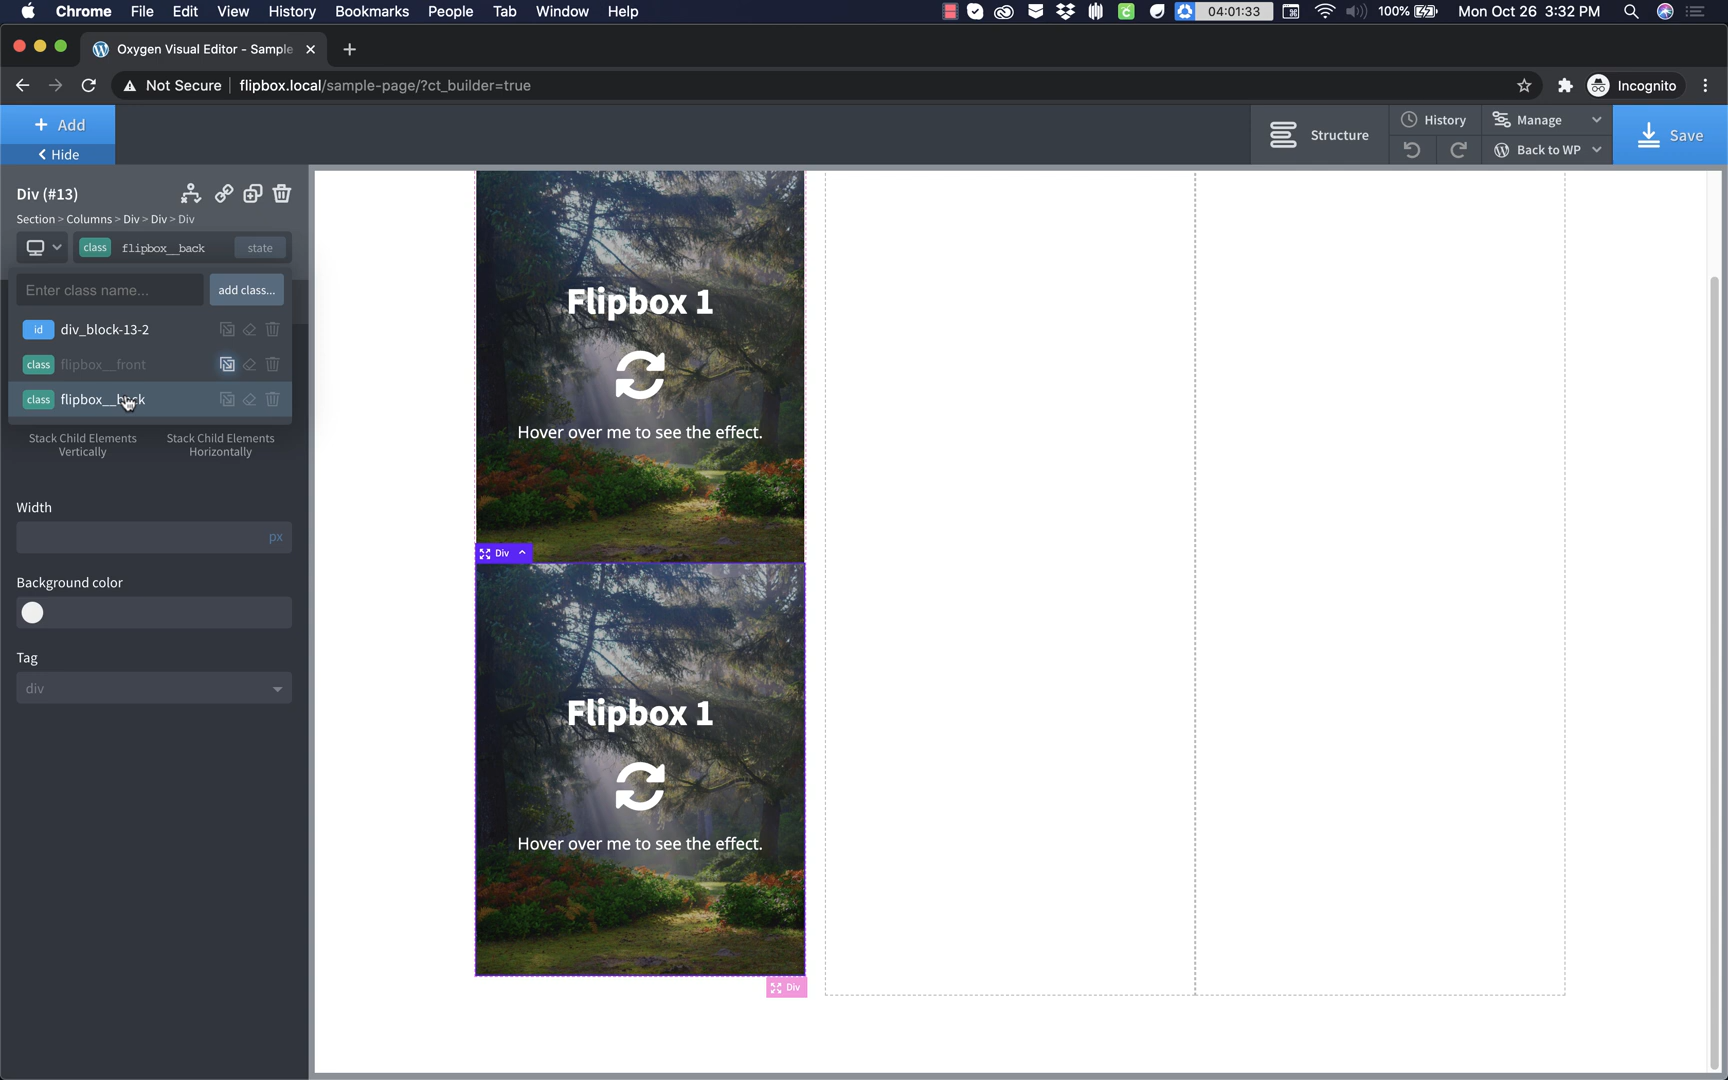 Chrome File Edit View History Bookmarks People Tab Window Help 04:01:33 100% Mon Oct 26 3:32 PM
Oxygen Visual Editor - Sample
Not Secure flipbox.local/sample-page/?ct_builder=true Incognito
+ Add
< Hide
Structure
History
Manage
Back to WP
Save
Div (#13)
Section > Columns > Div > Div > Div
class flipbox__back state
Enter class name... add class...
id div_block-13-2
class flipbox__front
class flipbox__back
Stack Child Elements Vertically
Stack Child Elements Horizontally
Width
px
Background color
Tag
div
Flipbox 1
Hover over me to see the effect.
Div
Flipbox 1
Hover over me to see the effect.
Div